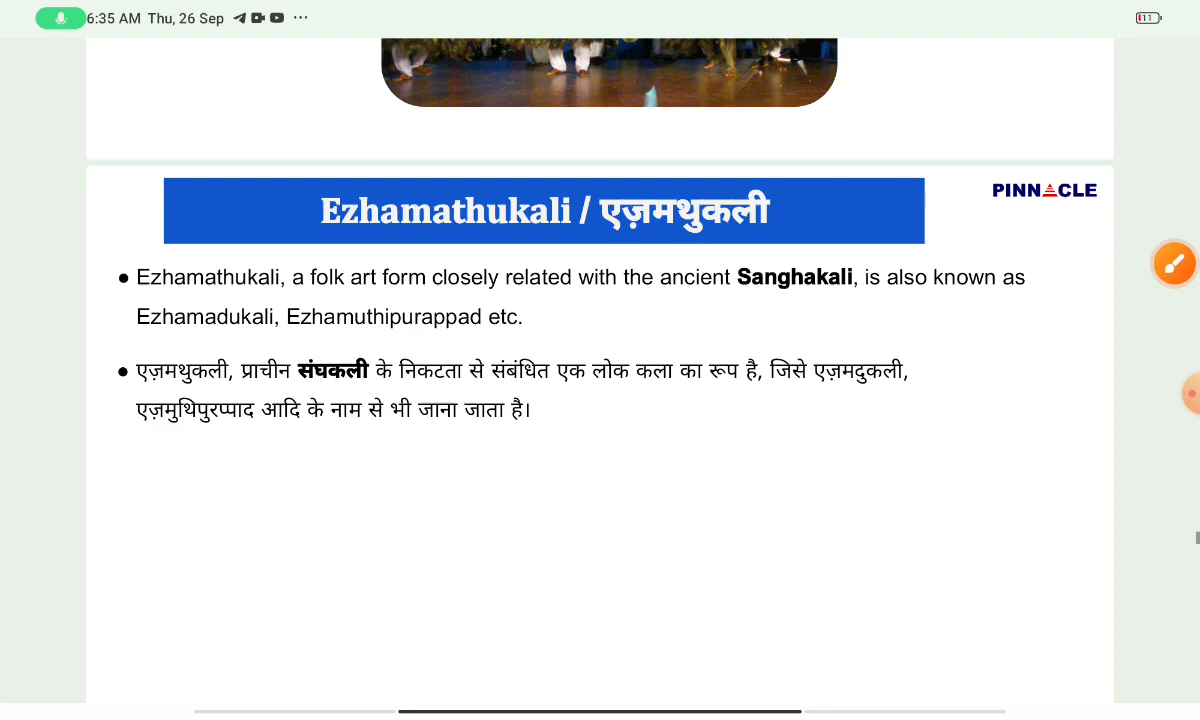 6:35 AM Thu, 26 Sep
11
PINNACLE
Ezhamathukali / एज़मथुकली
● Ezhamathukali, a folk art form closely related with the ancient Sanghakali, is also known as
Ezhamadukali, Ezhamuthipurappad etc.
● एज़मथुकली, प्राचीन संघकली के निकटता से संबंधित एक लोक कला का रूप है, जिसे एज़मदुकली,
एज़मुथिपुरप्पाद आदि के नाम से भी जाना जाता है।